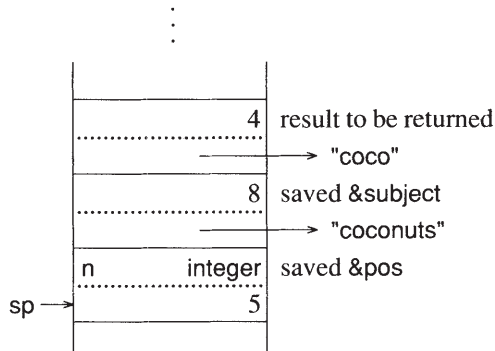 4 result to be returned
"coco"
8 saved &subject
"coconuts"
n integer saved &pos
sp 5